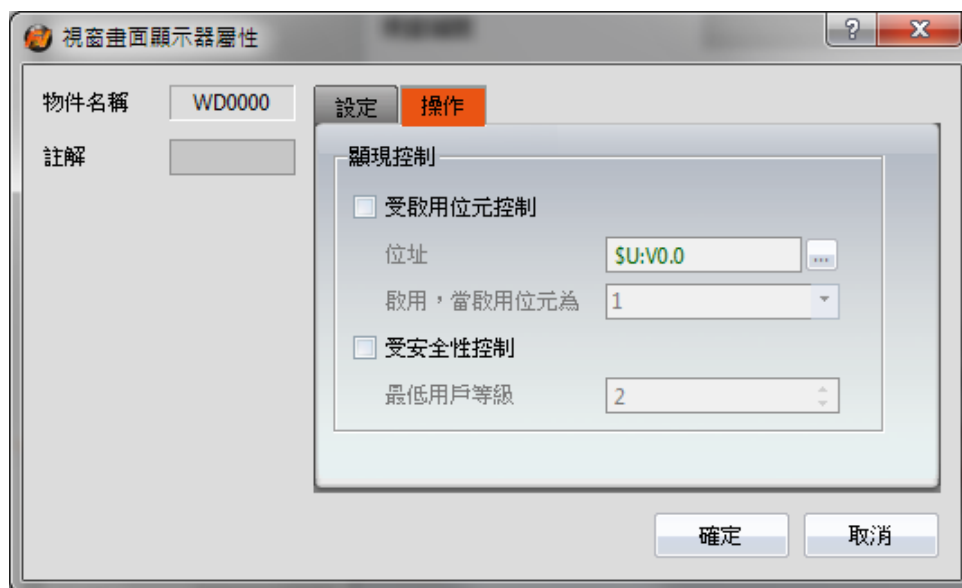 視窗畫面顯示器屬性
?
X
物件名稱 WD0000
註解
設定 操作
顯現控制
受啟用位元控制
位址 $U:V0.0 ...
啟用，當啟用位元為 1
受安全性控制
最低用戶等級 2
確定 取消